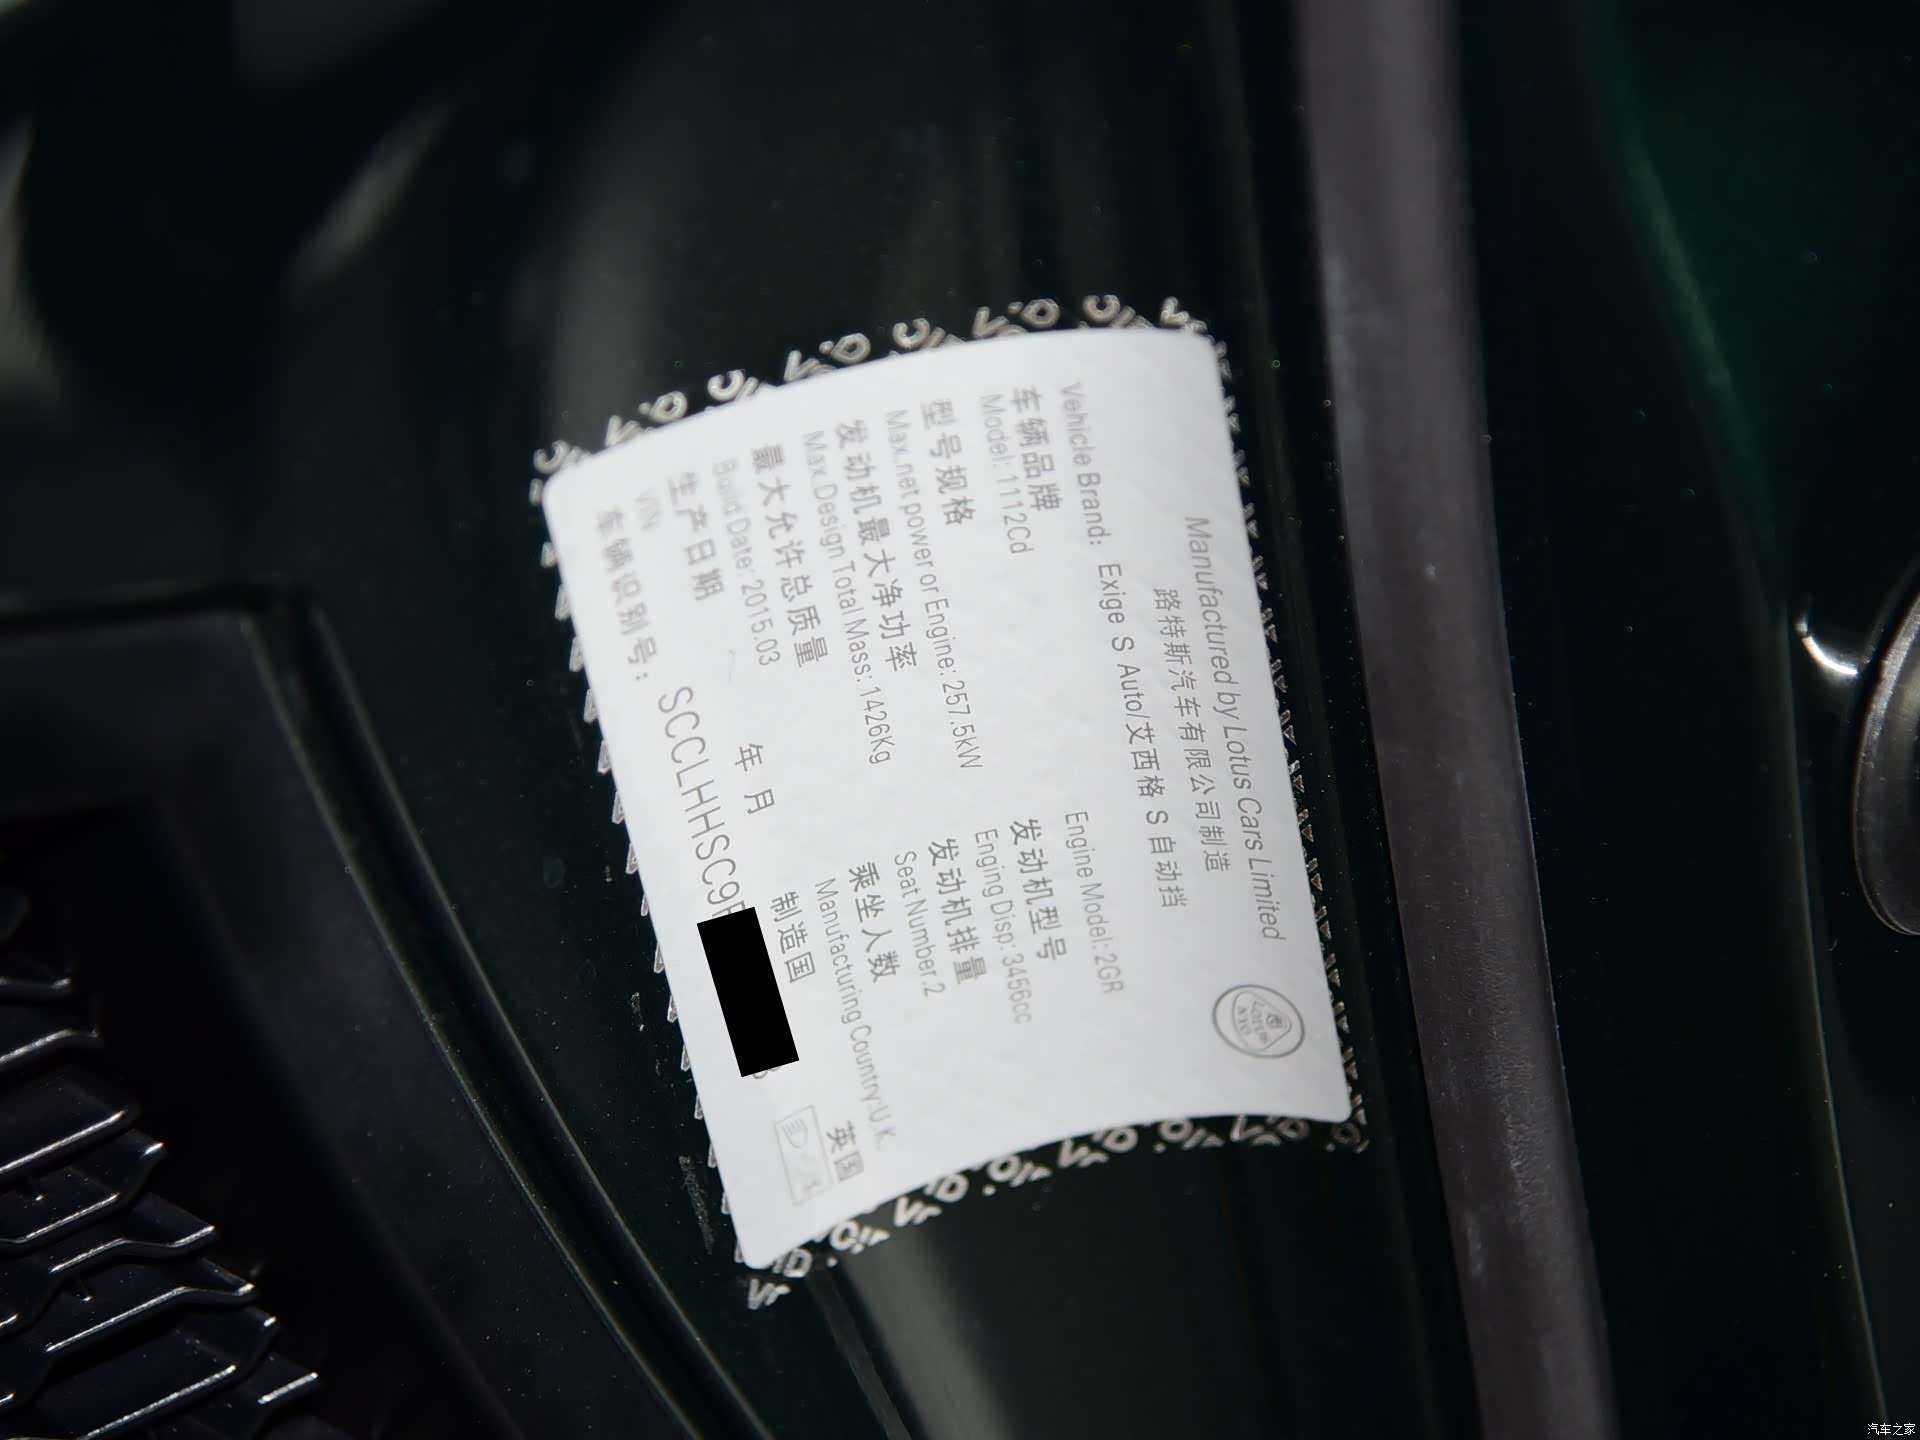 Manufactured by Lotus Cars Limited
路特斯汽车有限公司制造
Vehicle Brand: Exige S Auto/艾西格 S 自动挡
车辆品牌
Model: 1112Cd
Engine Model: 2GR
型号规格
发动机型号
Max.net power or Engine: 257.5kW
Enging Disp: 3456cc
发动机最大净功率
发动机排量
Max.Design Total Mass: 1426Kg
Seat Number.2
最大允许总质量
乘坐人数
Build Date: 2015.03
Manufacturing Country:U.K.
生产日期
年 月
制造国
英国
VIN
车辆识别号:
SCCLHHSC9F
LOTUS
汽车之家